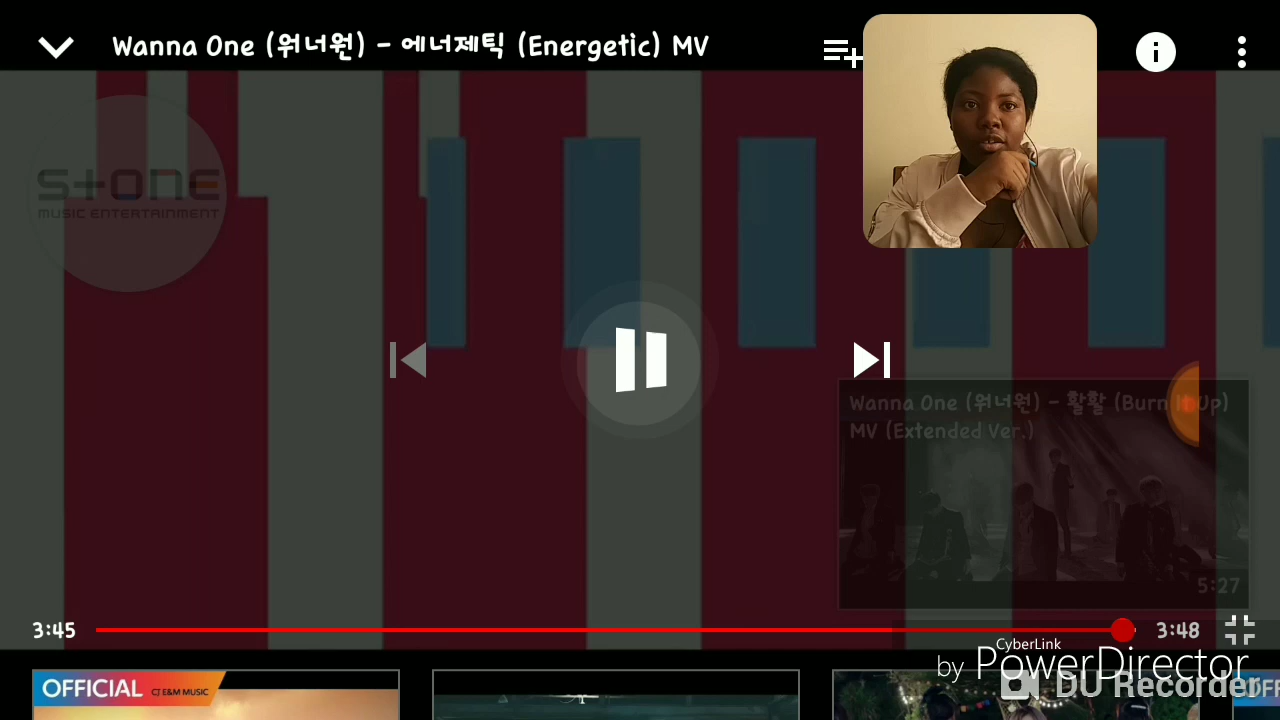 Wanna One (워너원) - 에너제틱 (Energetic) MV
STONE
MUSIC ENTERTAINMENT
Wanna One (워너원) - 활활 (Burn It Up)
MV (Extended Ver.)
5:27
3:45
3:48
CyberLink
by PowerDirector
DU Recorder
OFFICIAL CJ E&M MUSIC